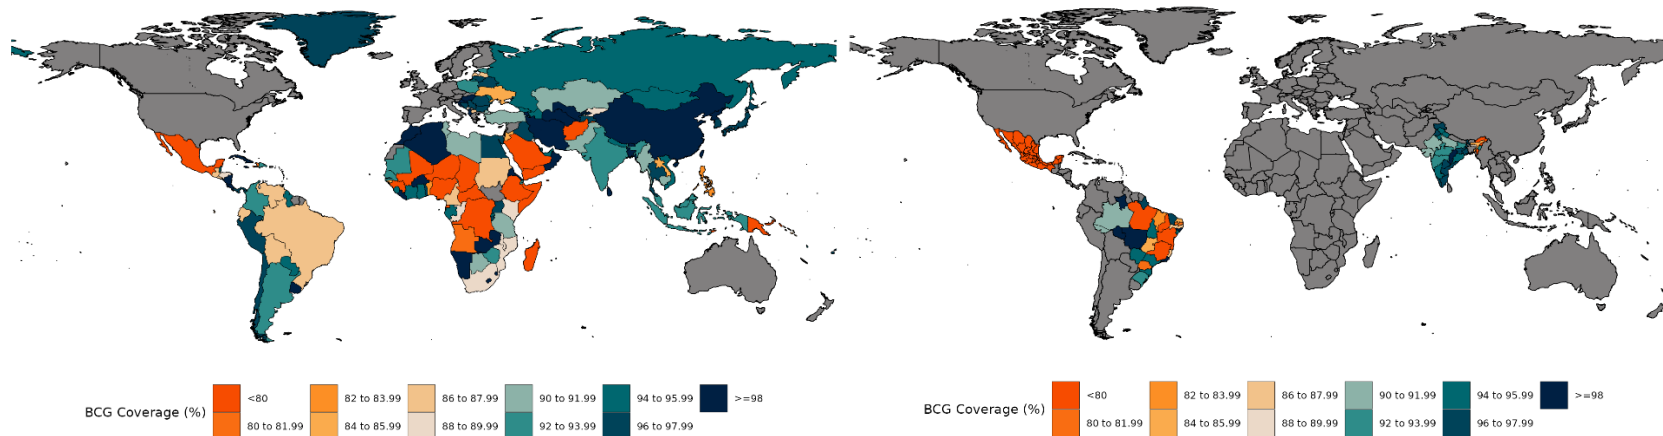 BCG Coverage (%)
<80
82 to 83.99
86 to 87.99
90 to 91.99
94 to 95.99
>=98
80 to 81.99
84 to 85.99
88 to 89.99
92 to 93.99
96 to 97.99
BCG Coverage (%)
<80
82 to 83.99
86 to 87.99
90 to 91.99
94 to 95.99
>=98
80 to 81.99
84 to 85.99
88 to 89.99
92 to 93.99
96 to 97.99